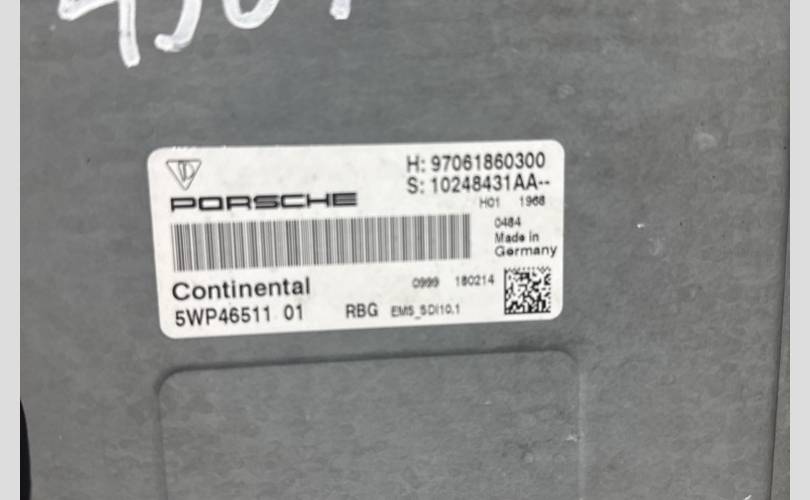 H: 97061860300
PORSCHE
S: 10248431AA--
H01 1968
0484
Made in
Germany
Continental
0999 180214
5WP46511 01 RBG EMS_SDI10.1